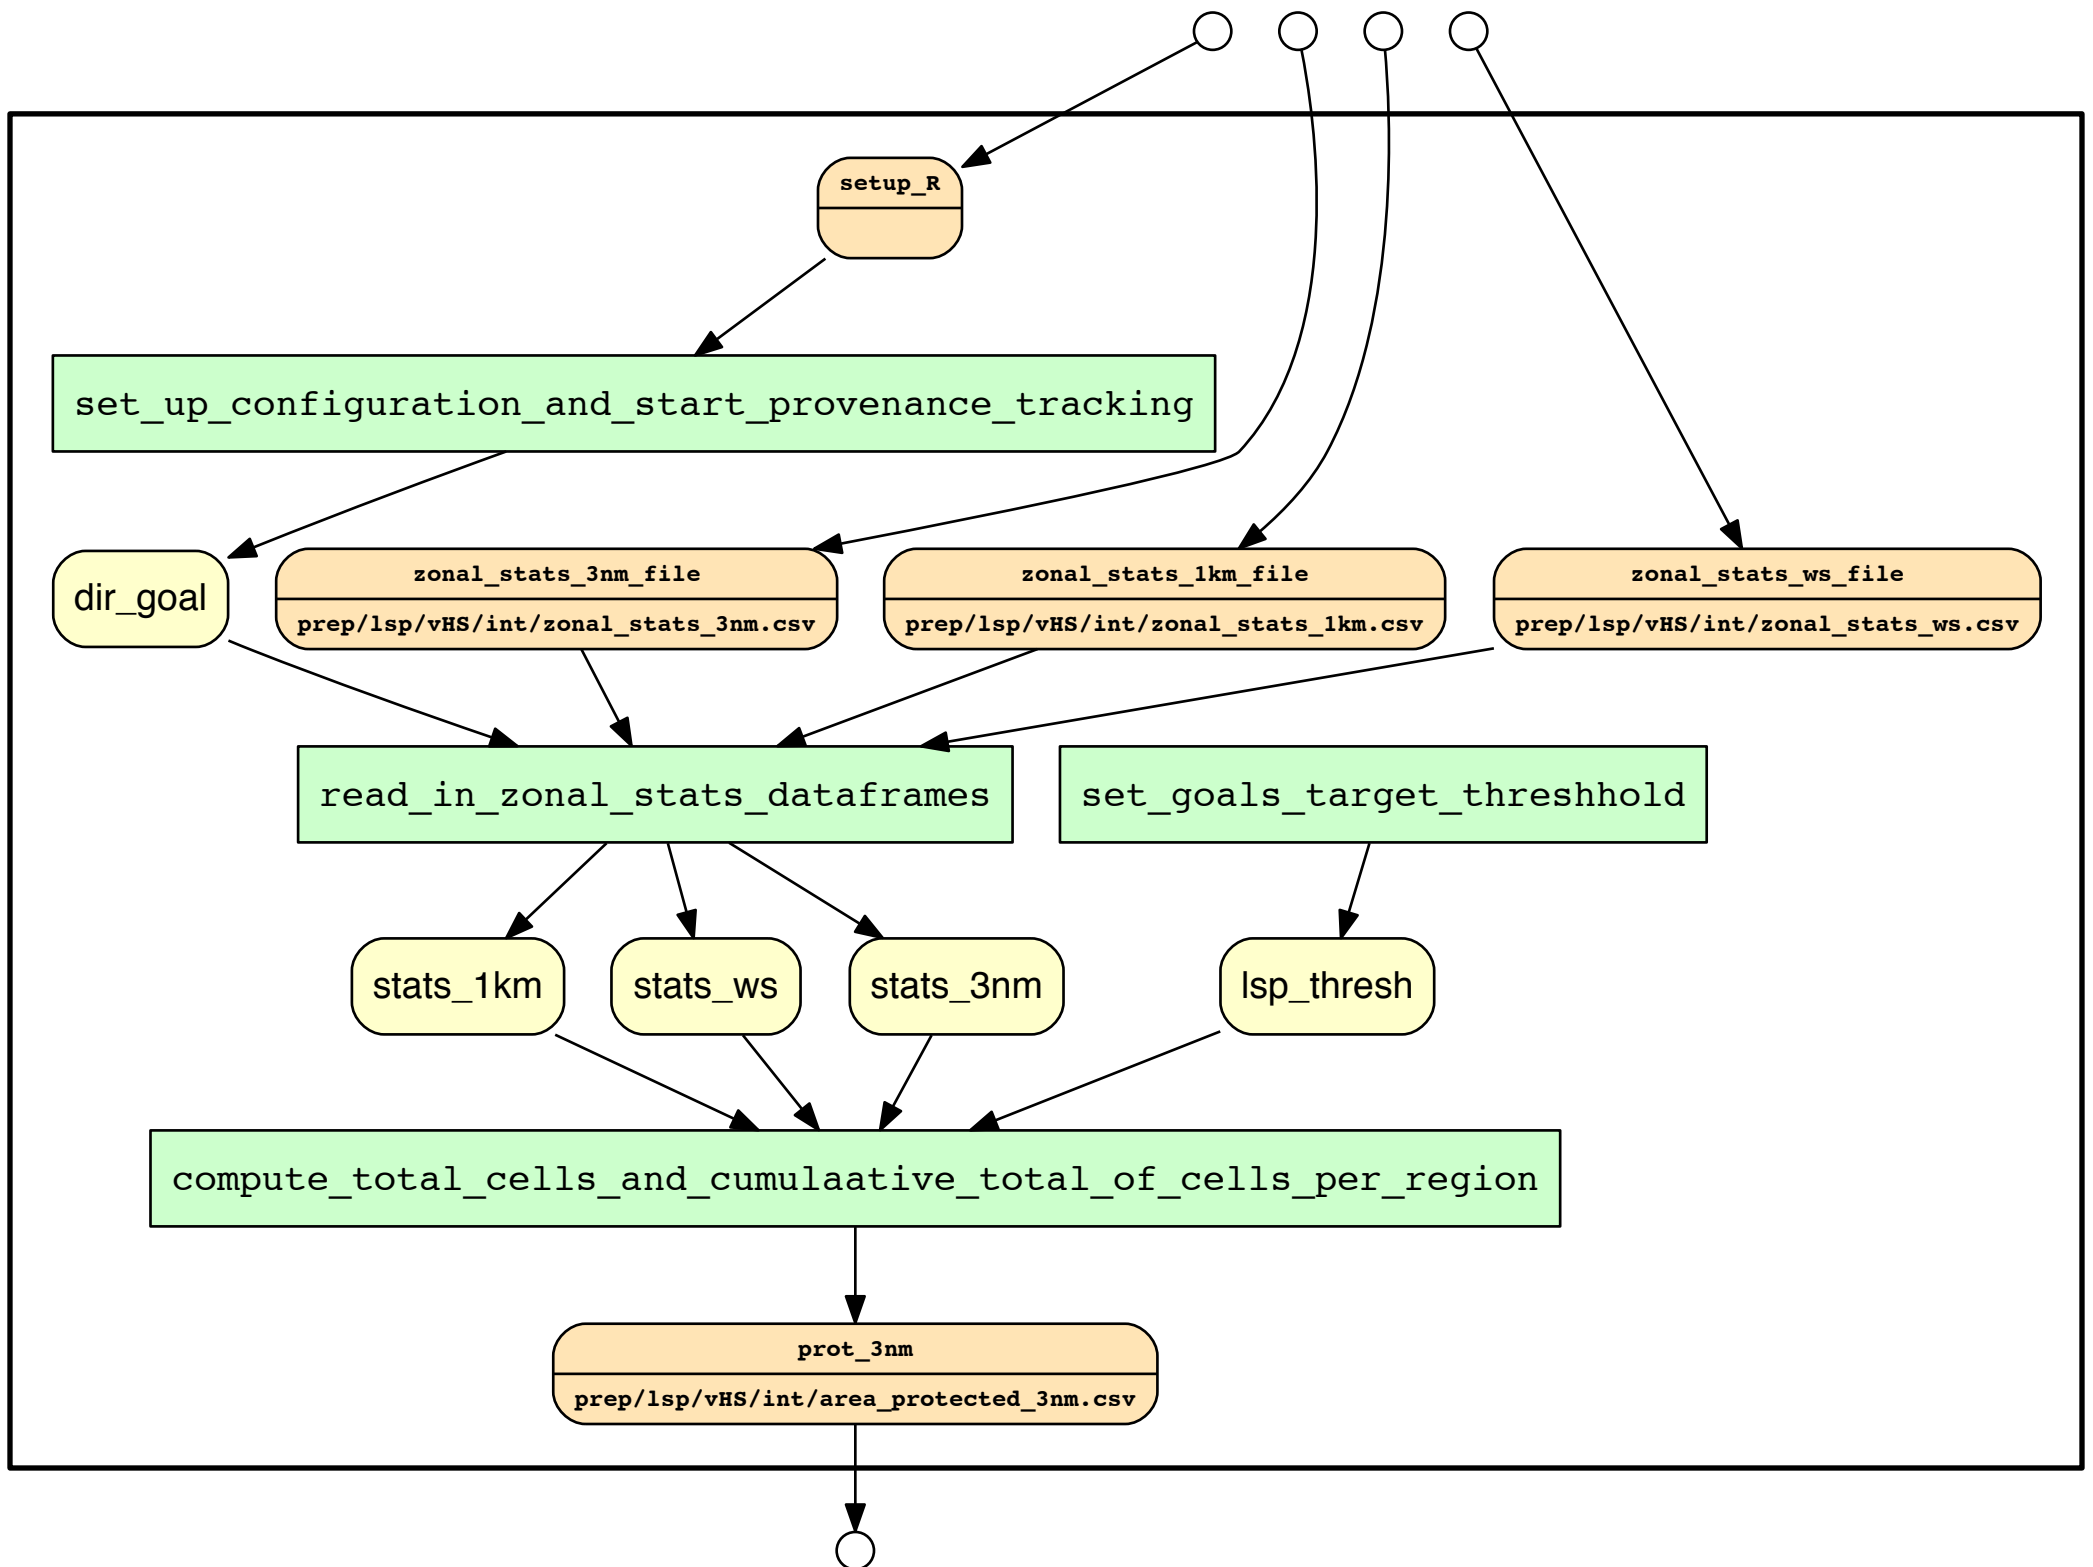 setup_R
set_up_configuration_and_start_provenance_tracking
dir_goal
zonal_stats_3nm_file
prep/lsp/vHS/int/zonal_stats_3nm.csv
zonal_stats_1km_file
prep/lsp/vHS/int/zonal_stats_1km.csv
zonal_stats_ws_file
prep/lsp/vHS/int/zonal_stats_ws.csv
read_in_zonal_stats_dataframes
set_goals_target_threshhold
stats_1km
stats_ws
stats_3nm
lsp_thresh
compute_total_cells_and_cumulaative_total_of_cells_per_region
prot_3nm
prep/lsp/vHS/int/area_protected_3nm.csv